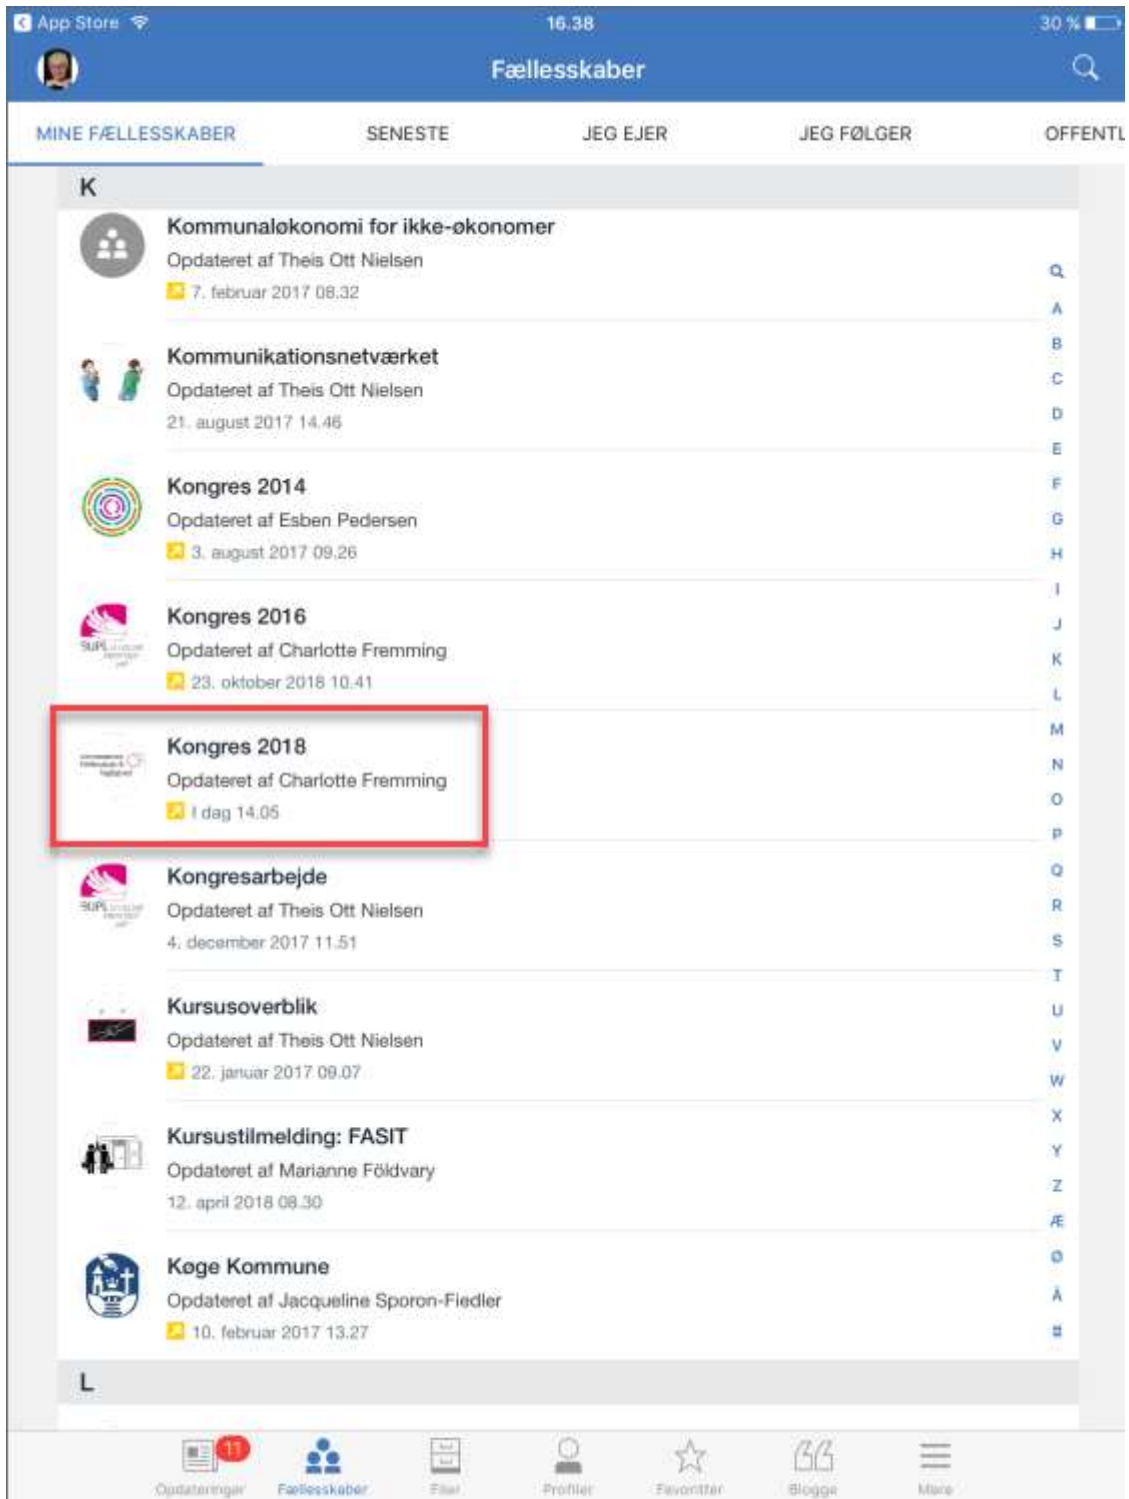 App Store
16.38
30 %
Fællesskaber
MINE FÆLLESSKABER
SENESTE
JEG EJER
JEG FØLGER
OFFENTL
K
Kommunaløkonomi for ikke-økonomer
Opdateret af Theis Ott Nielsen
7. februar 2017 08.32
Kommunikationsnetværket
Opdateret af Theis Ott Nielsen
21. august 2017 14.46
Kongres 2014
Opdateret af Esben Pedersen
3. august 2017 09.26
Kongres 2016
Opdateret af Charlotte Fremming
23. oktober 2018 10.41
BUPL
Kongres 2018
Opdateret af Charlotte Fremming
I dag 14.05
Kongresarbejde
Opdateret af Theis Ott Nielsen
4. december 2017 11.51
BUPL
Kursusoverblik
Opdateret af Theis Ott Nielsen
22. januar 2017 09.07
Kursustilmelding: FASIT
Opdateret af Marianne Földvary
12. april 2018 08.30
Køge Kommune
Opdateret af Jacqueline Sporon-Fiedler
10. februar 2017 13.27
L
A
B
C
D
E
F
G
H
I
J
K
L
M
N
O
P
Q
R
S
T
U
V
W
X
Y
Z
Æ
Ø
Å
#
11
Opdateringer
Fællesskaber
Filer
Profiler
Favoritter
Blogge
Mere